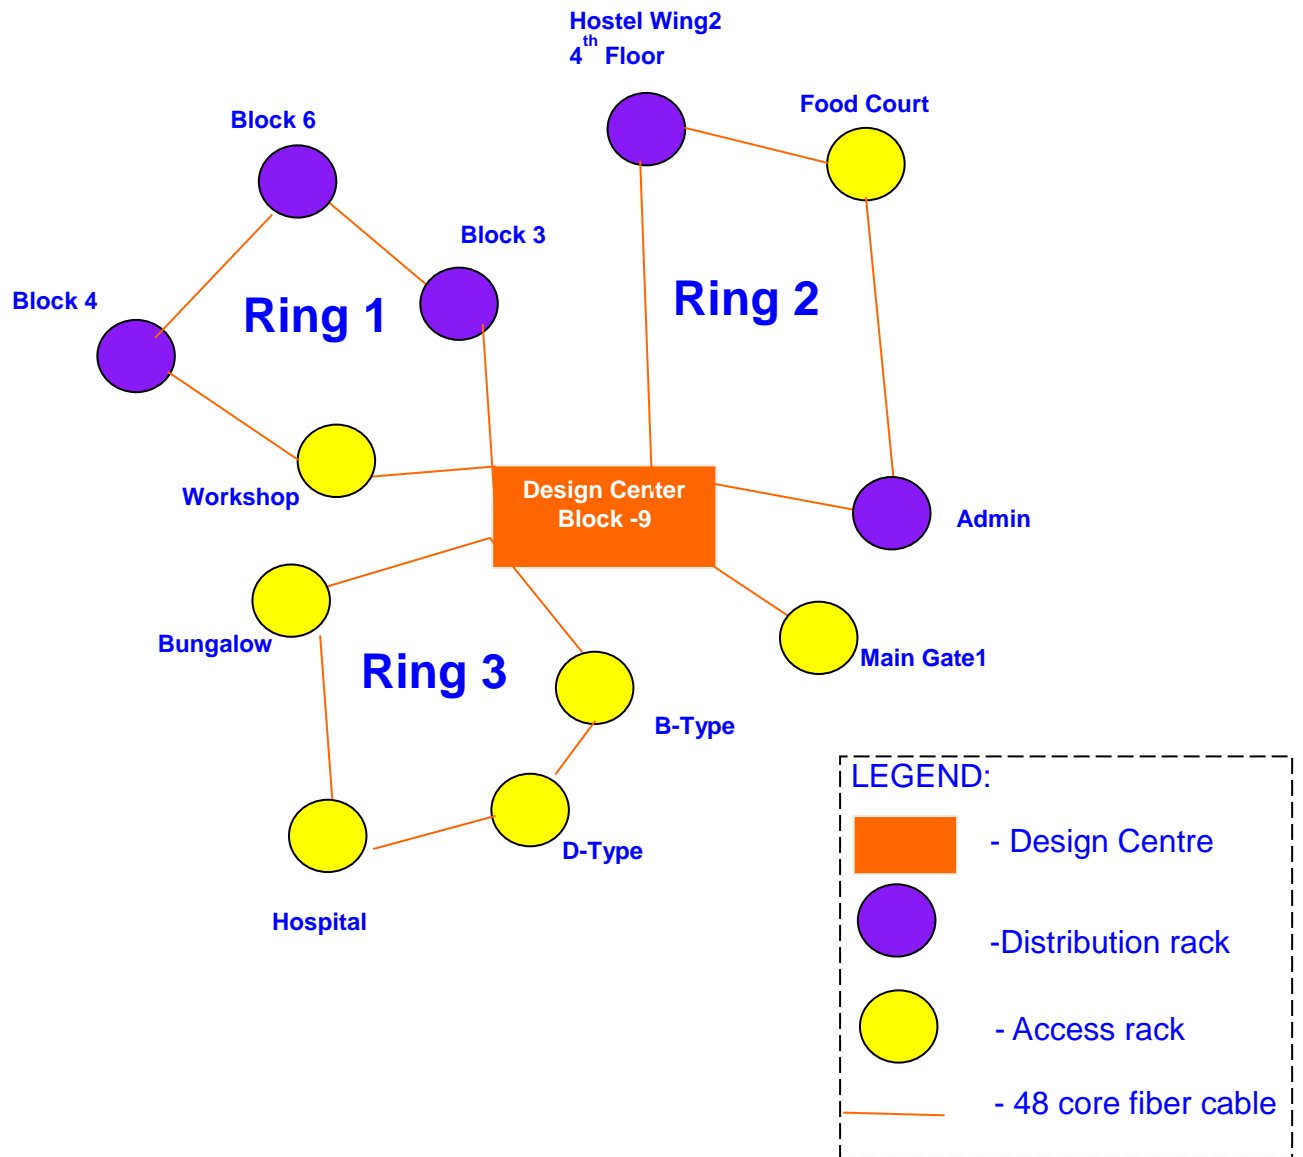 Hostel Wing2
4th Floor
Food Court
Block 6
Block 3
Block 4
Ring 1
Ring 2
Workshop
Design Center
Block -9
Admin
Bungalow
Ring 3
Main Gate1
B-Type
D-Type
Hospital
LEGEND:
- Design Centre
-Distribution rack
- Access rack
- 48 core fiber cable